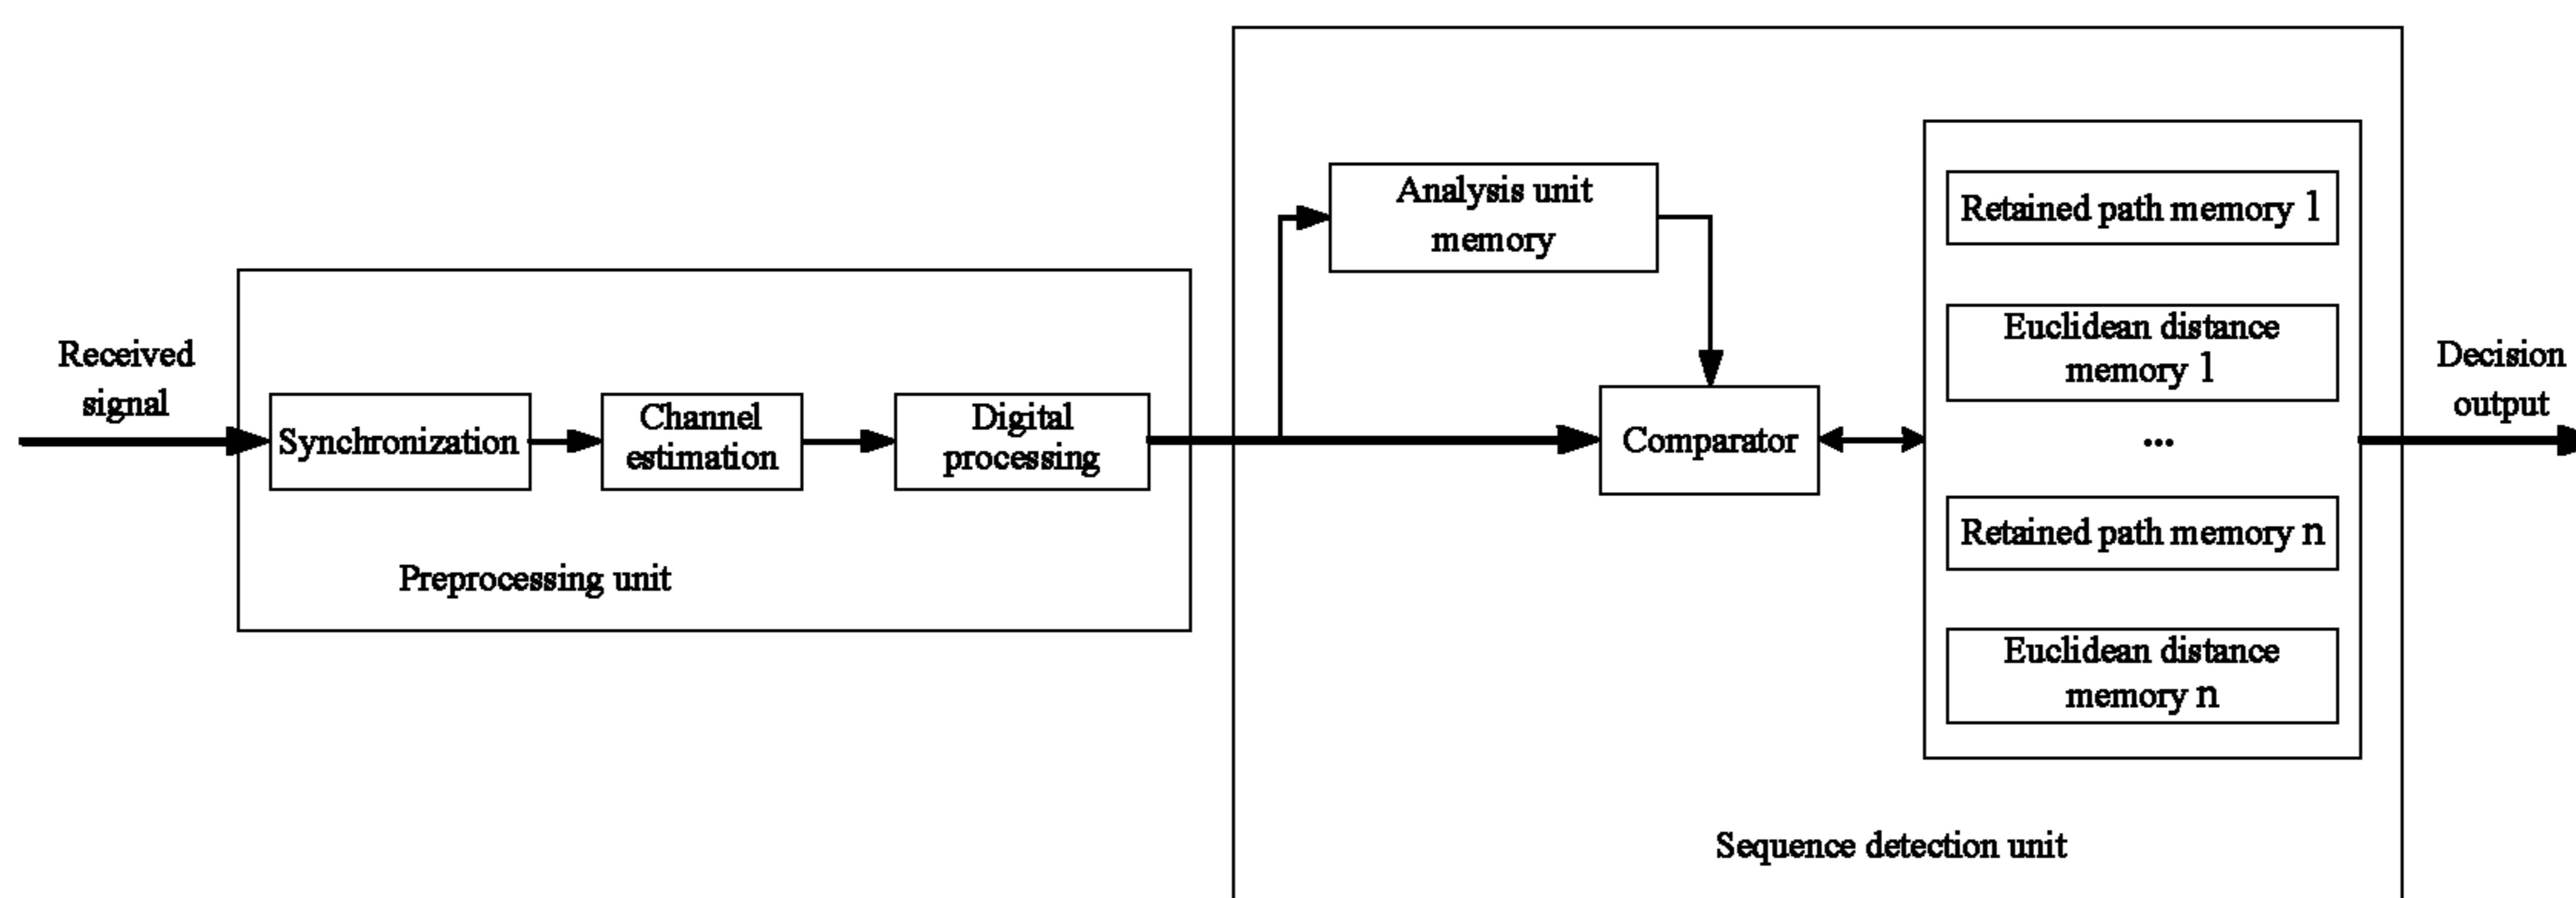 Received
signal
Synchronization
Channel
estimation
Digital
processing
Preprocessing unit
Analysis unit
memory
Comparator
Retained path memory 1
Euclidean distance
memory 1
...
Retained path memory n
Euclidean distance
memory n
Sequence detection unit
Decision
output